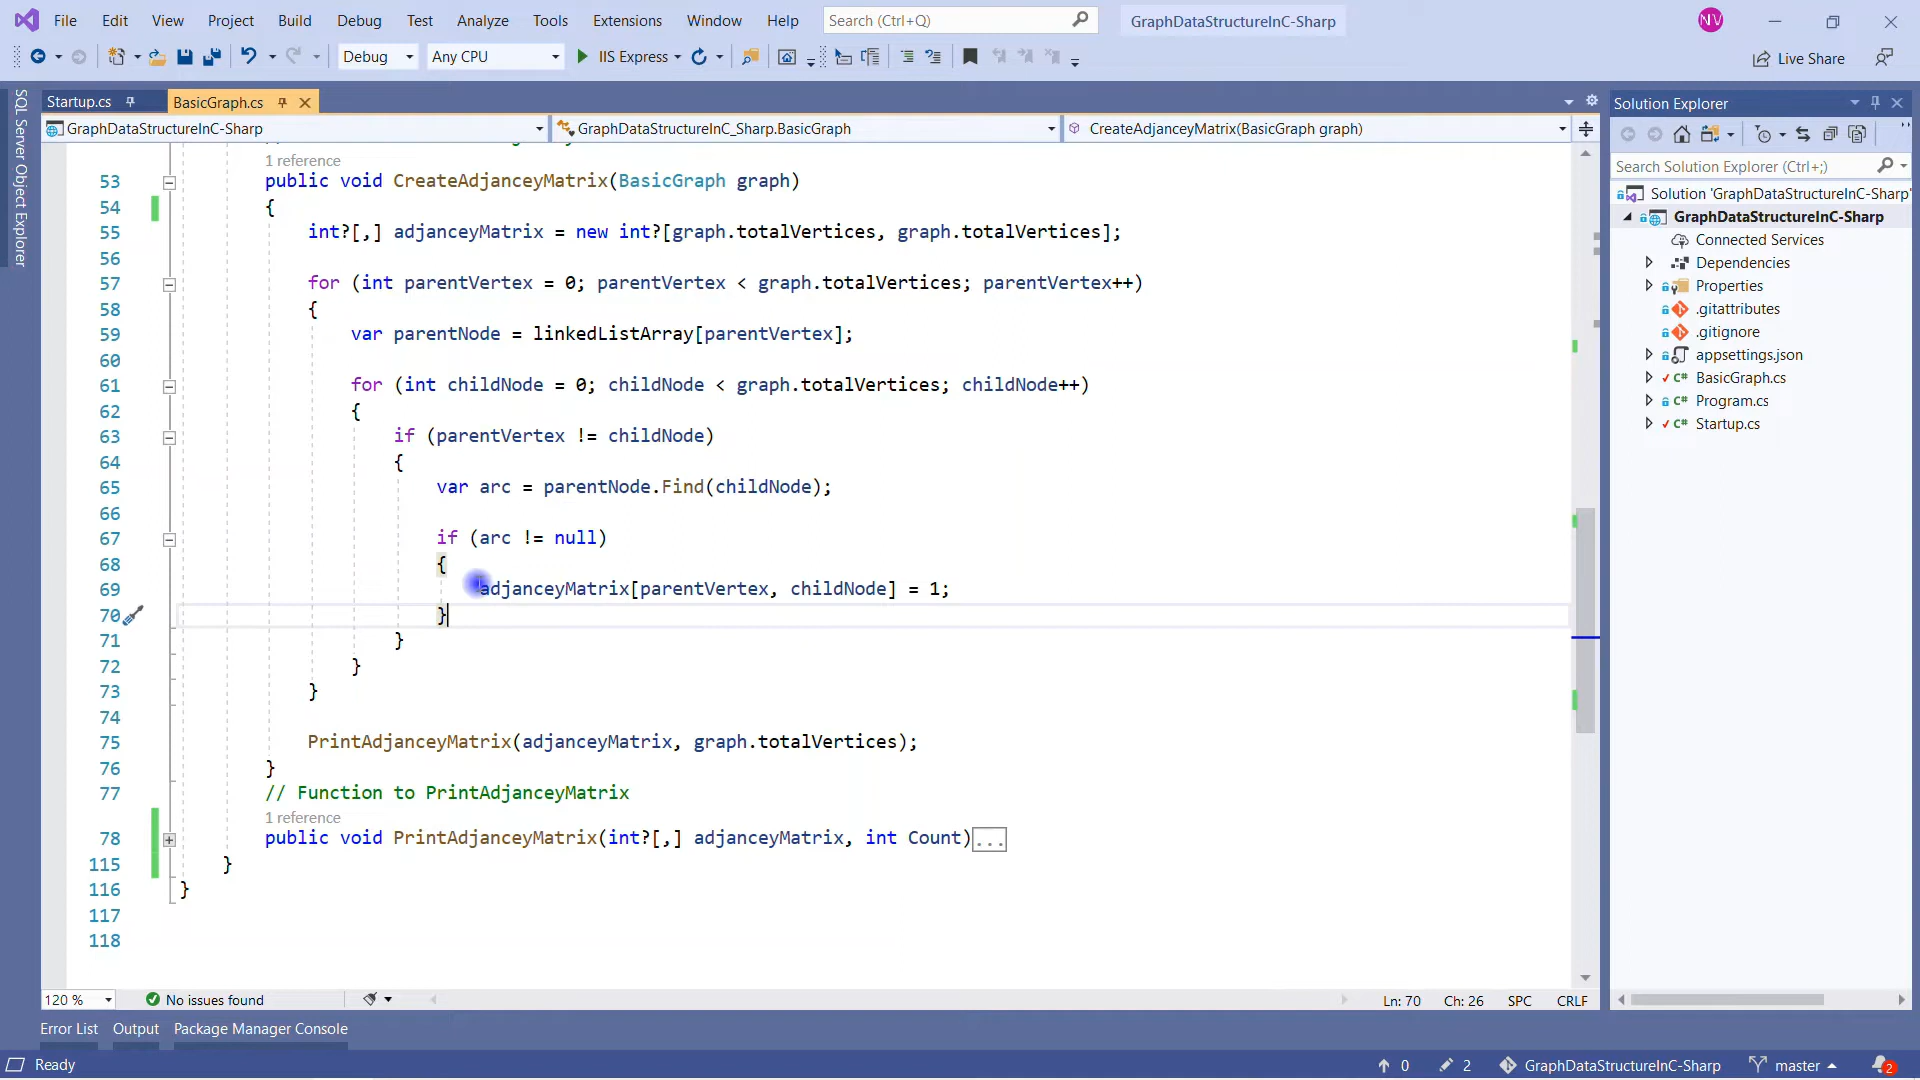 File Edit View Project Build Debug Test Analyze Tools Extensions Window Help Search (Ctrl+Q) GraphDataStructureInC-Sharp NV
Debug Any CPU IIS Express Live Share
SQL Server Object Explorer
Startup.cs BasicGraph.cs
GraphDataStructureInC-Sharp GraphDataStructureInC_Sharp.BasicGraph CreateAdjanceyMatrix(BasicGraph graph)
1 reference
53 public void CreateAdjanceyMatrix(BasicGraph graph)
54 {
55 int?[,] adjanceyMatrix = new int?[graph.totalVertices, graph.totalVertices];
56
57 for (int parentVertex = 0; parentVertex < graph.totalVertices; parentVertex++)
58 {
59 var parentNode = linkedListArray[parentVertex];
60
61 for (int childNode = 0; childNode < graph.totalVertices; childNode++)
62 {
63 if (parentVertex != childNode)
64 {
65 var arc = parentNode.Find(childNode);
66
67 if (arc != null)
68 {
69 adjanceyMatrix[parentVertex, childNode] = 1;
70 }
71 }
72 }
73 }
74
75 PrintAdjanceyMatrix(adjanceyMatrix, graph.totalVertices);
76 }
77 // Function to PrintAdjanceyMatrix
1 reference
78 public void PrintAdjanceyMatrix(int?[,] adjanceyMatrix, int Count)...
115 }
116 }
117
118
120 % No issues found Ln: 70 Ch: 26 SPC CRLF
Solution Explorer
Search Solution Explorer (Ctrl+;)
Solution 'GraphDataStructureInC-Sharp'
GraphDataStructureInC-Sharp
Connected Services
Dependencies
Properties
.gitattributes
.gitignore
appsettings.json
C# BasicGraph.cs
C# Program.cs
C# Startup.cs
Error List Output Package Manager Console
Ready 0 2 GraphDataStructureInC-Sharp master 2